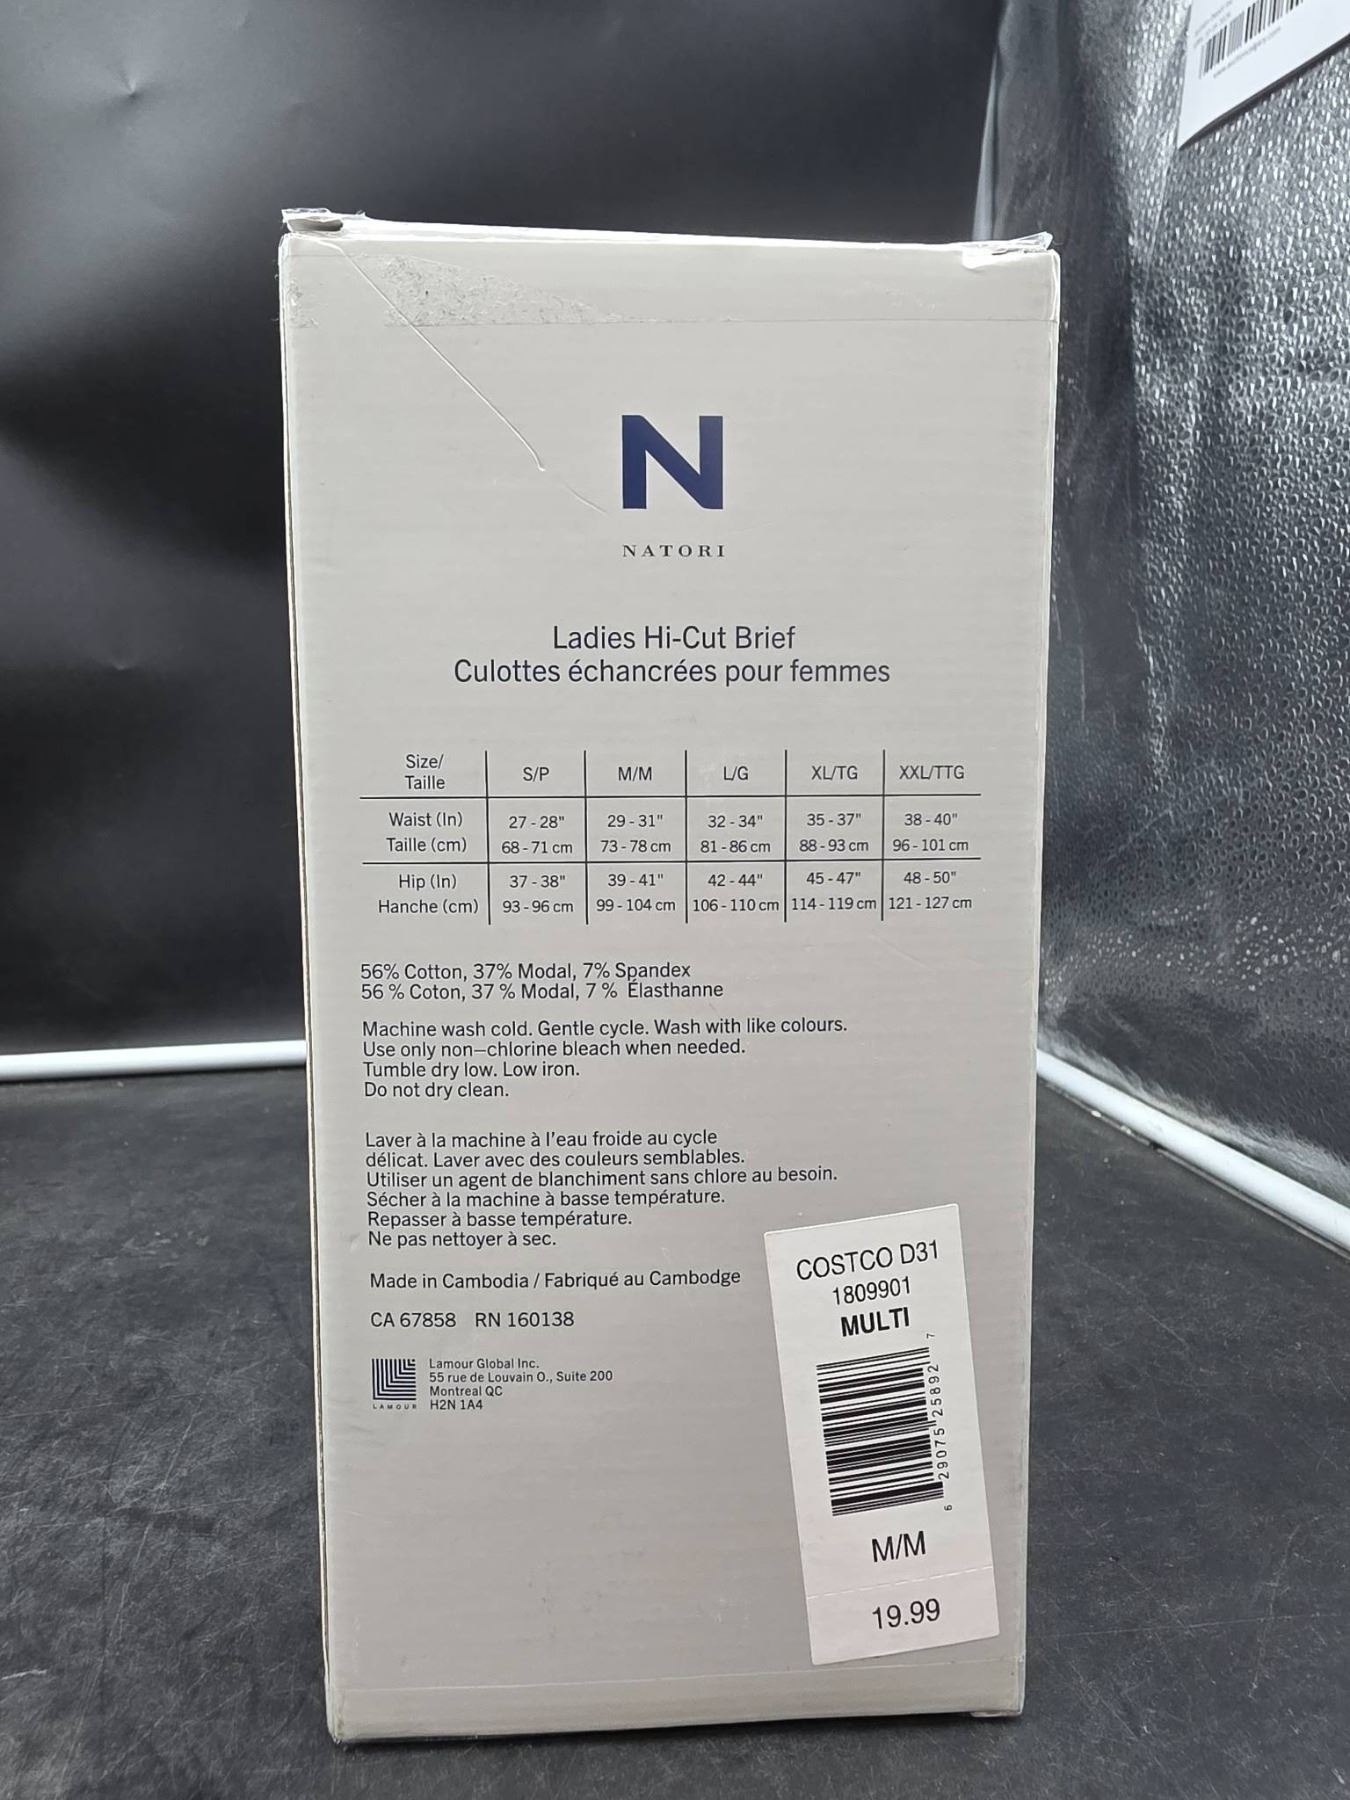 N
NATORI
Ladies Hi-Cut Brief
Culottes échancrées pour femmes
Size/ Taille S/P M/M L/G XL/TG XXL/TTG
Waist (In) 27 - 28" 29 - 31" 32 - 34" 35 - 37" 38 - 40"
Taille (cm) 68 - 71 cm 73 - 78 cm 81 - 86 cm 88 - 93 cm 96 - 101 cm
Hip (In) 37 - 38" 39 - 41" 42 - 44" 45 - 47" 48 - 50"
Hanche (cm) 93 - 96 cm 99 - 104 cm 106 - 110 cm 114 - 119 cm 121 - 127 cm
56% Cotton, 37% Modal, 7% Spandex
56 % Coton, 37 % Modal, 7 % Élasthanne
Machine wash cold. Gentle cycle. Wash with like colours.
Use only non–chlorine bleach when needed.
Tumble dry low. Low iron.
Do not dry clean.
Laver à la machine à l'eau froide au cycle
délicat. Laver avec des couleurs semblables.
Utiliser un agent de blanchiment sans chlore au besoin.
Sécher à la machine à basse température.
Repasser à basse température.
Ne pas nettoyer à sec.
Made in Cambodia / Fabriqué au Cambodge
CA 67858 RN 160138
LAMOUR
Lamour Global Inc.
55 rue de Louvain O., Suite 200
Montreal QC
H2N 1A4
COSTCO D31
1809901
MULTI
6 29075 25892 7
M/M
19.99